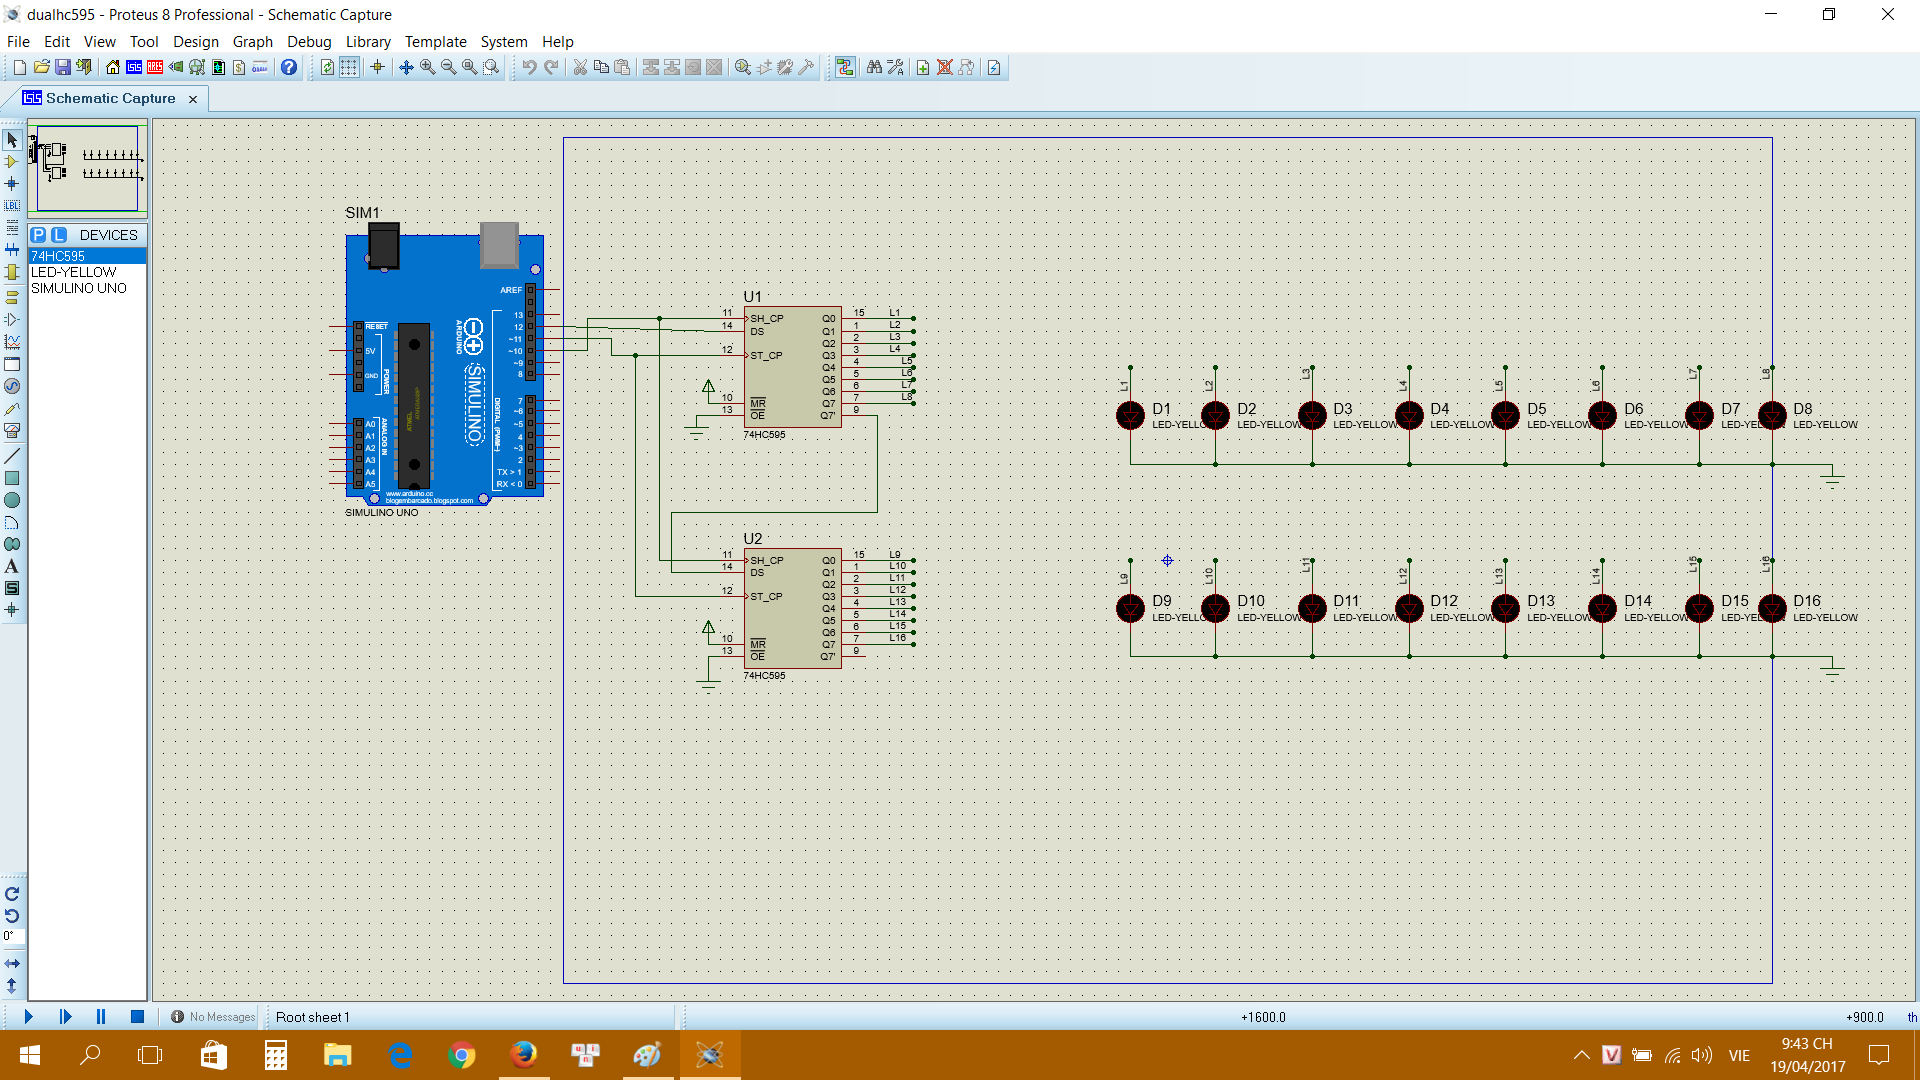 dualhc595 - Proteus 8 Professional - Schematic Capture
File Edit View Tool Design Graph Debug Library Template System Help
Schematic Capture
P L DEVICES
74HC595
LED-YELLOW
SIMULINO UNO
SIM1
AREF
RESET
5V
GND
POWER
A0
A1
A2
A3
A4
A5
ANALOG IN
ARDUINO
SIMULINO
13
12
~11
~10
~9
8
7
~6
~5
4
~3
2
TX > 1
RX < 0
DIGITAL (PWM~)
www.arduino.cc
blogembarcado.blogspot.com
SIMULINO UNO
U1
11 SH_CP Q0 15 L1
14 DS Q1 1 L2
Q2 2 L3
12 ST_CP Q3 3 L4
Q4 4 L5
Q5 5 L6
Q6 6 L7
10 MR Q7 7 L8
13 OE Q7' 9
74HC595
U2
11 SH_CP Q0 15 L9
14 DS Q1 1 L10
Q2 2 L11
12 ST_CP Q3 3 L12
Q4 4 L13
Q5 5 L14
Q6 6 L15
10 MR Q7 7 L16
13 OE Q7' 9
74HC595
L1 L2 L3 L4 L5 L6 L7 L8
D1 D2 D3 D4 D5 D6 D7 D8
LED-YELLO LED-YELLOW LED-YELLOW LED-YELLOW LED-YELLOW LED-YELLOW LED-YELLO LED-YELLOW
L9 L10 L11 L12 L13 L14 L15 L16
D9 D10 D11 D12 D13 D14 D15 D16
LED-YELLO LED-YELLOW LED-YELLOW LED-YELLOW LED-YELLOW LED-YELLOW LED-YELLO LED-YELLOW
0°
No Messages Root sheet 1 +1600.0 +900.0 th
VIE
9:43 CH
19/04/2017